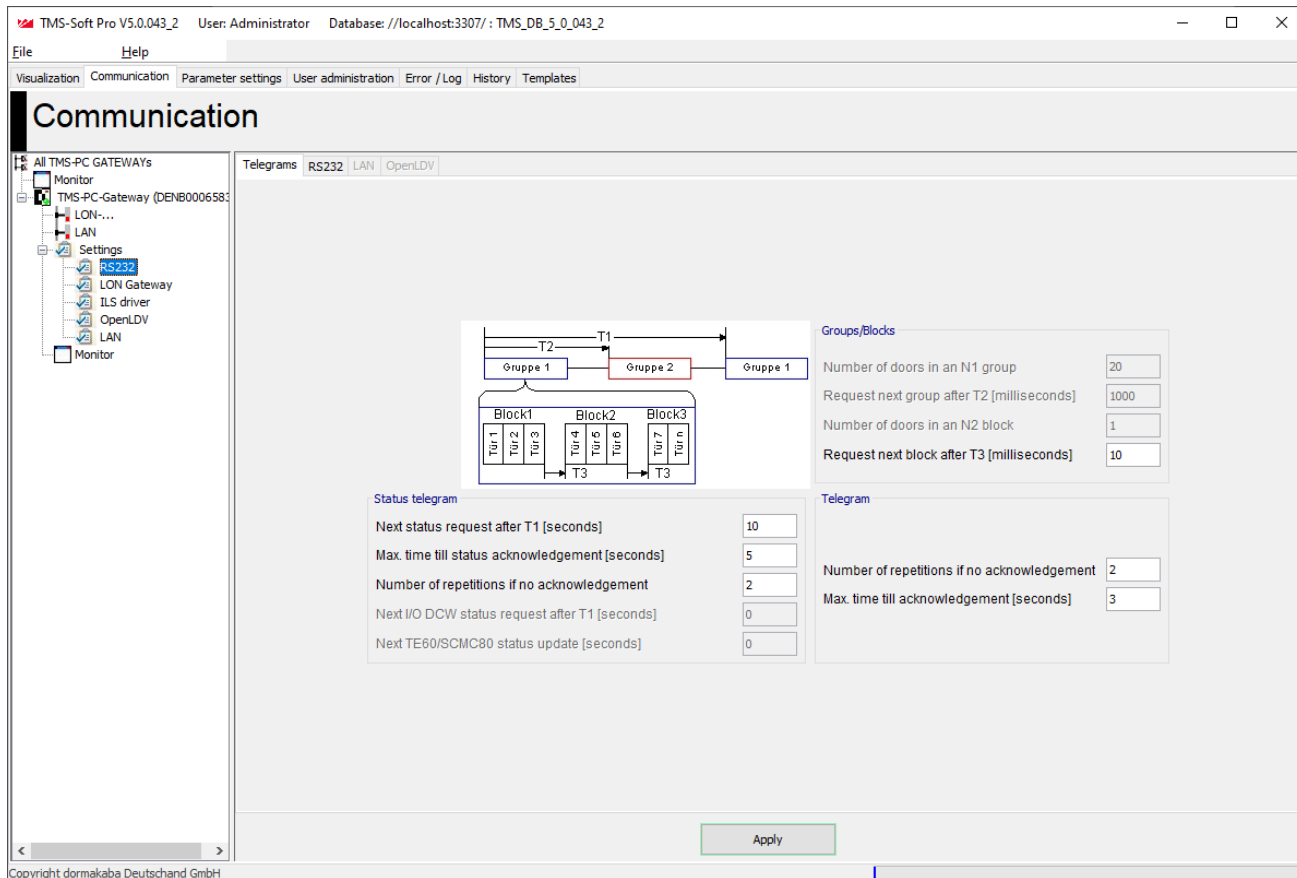 TMS-Soft Pro V5.0.043_2 User: Administrator Database: //localhost:3307/ : TMS_DB_5_0_043_2
File Help
Visualization Communication Parameter settings User administration Error / Log History Templates
Communication
All TMS-PC GATEWAYs
Monitor
TMS-PC-Gateway (DENB0006583
LON-...
LAN
Settings
RS232
LON Gateway
ILS driver
OpenLDV
LAN
Monitor
Telegrams RS232 LAN OpenLDV
T1
T2
Gruppe 1 Gruppe 2 Gruppe 1
Block1 Block2 Block3
Tür 1 Tür 2 Tür 3 Tür 4 Tür 5 Tür 6 Tür 7 Tür n
T3 T3
Groups/Blocks
Number of doors in an N1 group 20
Request next group after T2 [milliseconds] 1000
Number of doors in an N2 block 1
Request next block after T3 [milliseconds] 10
Status telegram
Next status request after T1 [seconds] 10
Max. time till status acknowledgement [seconds] 5
Number of repetitions if no acknowledgement 2
Next I/O DCW status request after T1 [seconds] 0
Next TE60/SCMC80 status update [seconds] 0
Telegram
Number of repetitions if no acknowledgement 2
Max. time till acknowledgement [seconds] 3
Apply
Copyright dormakaba Deutschand GmbH